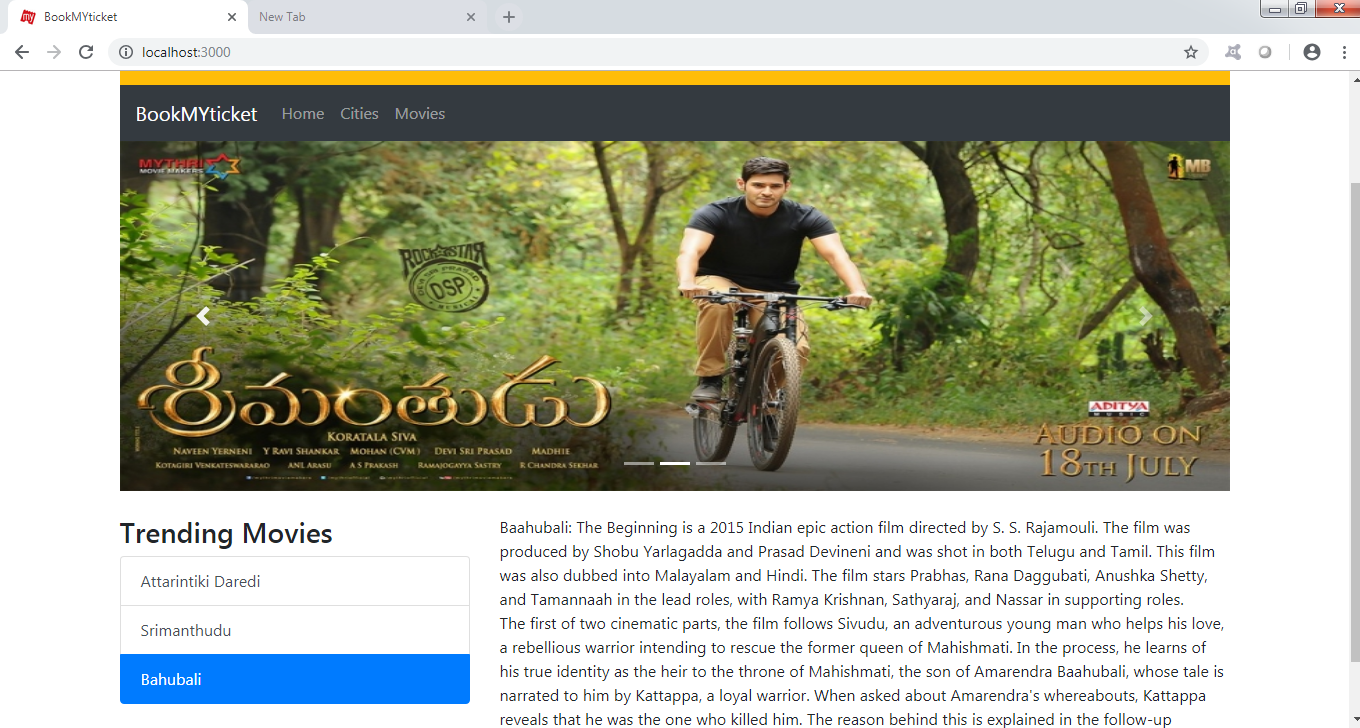 BookMYticket
New Tab
localhost:3000
BookMYticket Home Cities Movies
MYTHRI
MOVIE MAKERS
MB
ROCKSTAR
DEVI SRI PRASAD
DSP
MUSICAL
శ్రీమంతుడు
KORATALA SIVA
NAVEEN YERNENI Y RAVI SHANKAR MOHAN (CVM) DEVI SRI PRASAD MADHIE
KOTAGIRI VENKATESWARARAO ANL ARASU A S PRAKASH RAMAJOGAYYA SASTRY R CHANDRA SEKHAR
ADITYA
MUSIC
AUDIO ON
18TH JULY
Trending Movies
Attarintiki Daredi
Srimanthudu
Bahubali
Baahubali: The Beginning is a 2015 Indian epic action film directed by S. S. Rajamouli. The film was
produced by Shobu Yarlagadda and Prasad Devineni and was shot in both Telugu and Tamil. This film
was also dubbed into Malayalam and Hindi. The film stars Prabhas, Rana Daggubati, Anushka Shetty,
and Tamannaah in the lead roles, with Ramya Krishnan, Sathyaraj, and Nassar in supporting roles.
The first of two cinematic parts, the film follows Sivudu, an adventurous young man who helps his love,
a rebellious warrior intending to rescue the former queen of Mahishmati. In the process, he learns of
his true identity as the heir to the throne of Mahishmati, the son of Amarendra Baahubali, whose tale is
narrated to him by Kattappa, a loyal warrior. When asked about Amarendra's whereabouts, Kattappa
reveals that he was the one who killed him. The reason behind this is explained in the follow-up